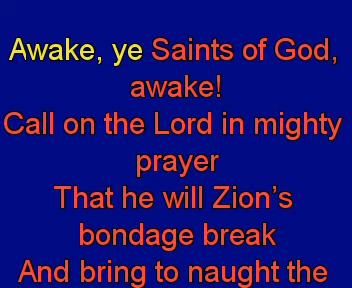 Awake, ye Saints of God,
awake!
Call on the Lord in mighty
prayer
That he will Zion’s
bondage break
And bring to naught the